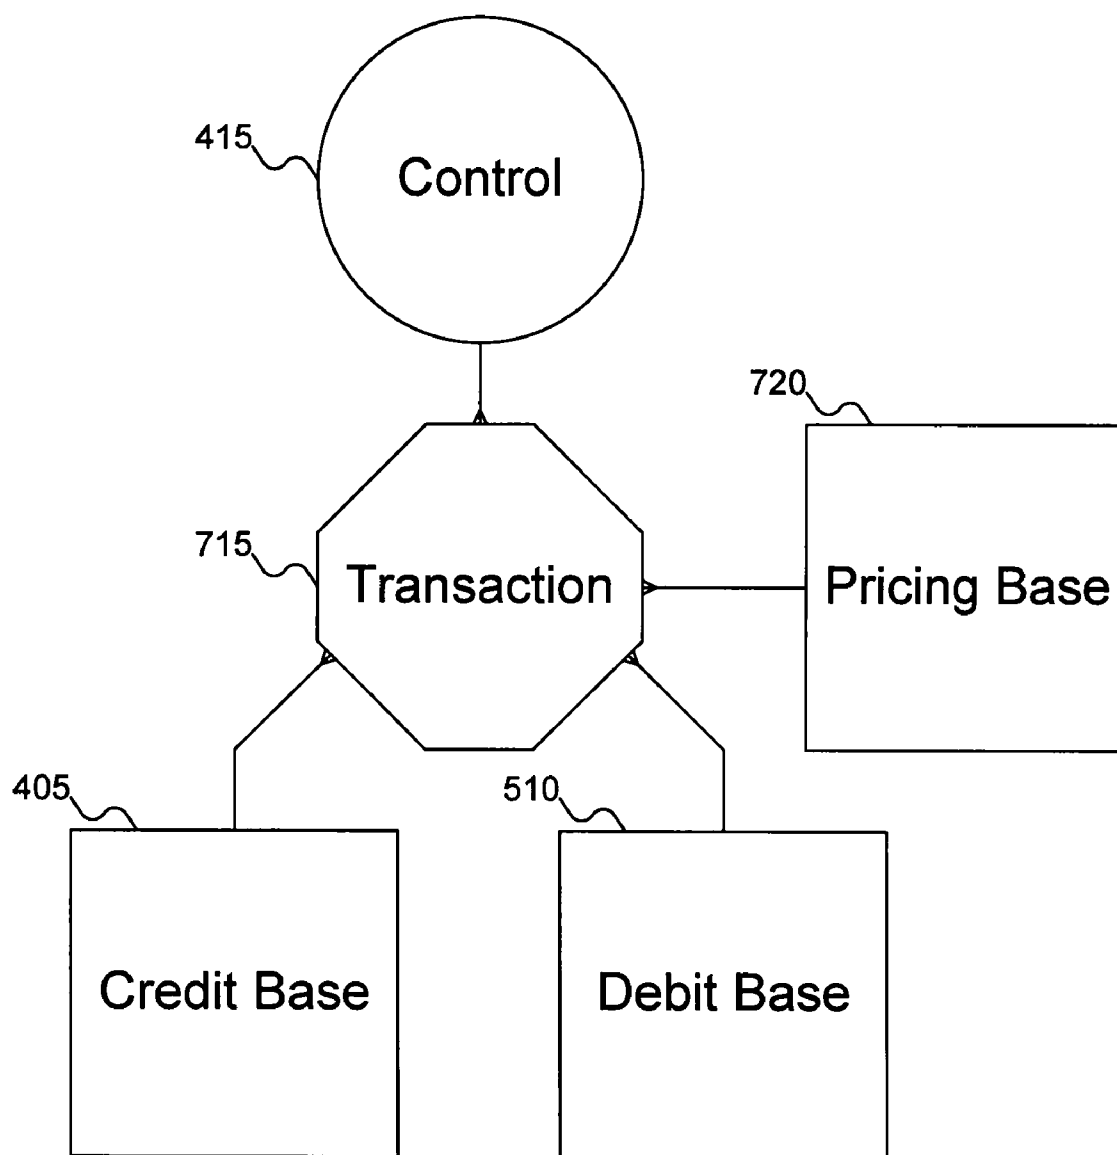 415
Control
720
715
Transaction
Pricing Base
405
510
Credit Base
Debit Base